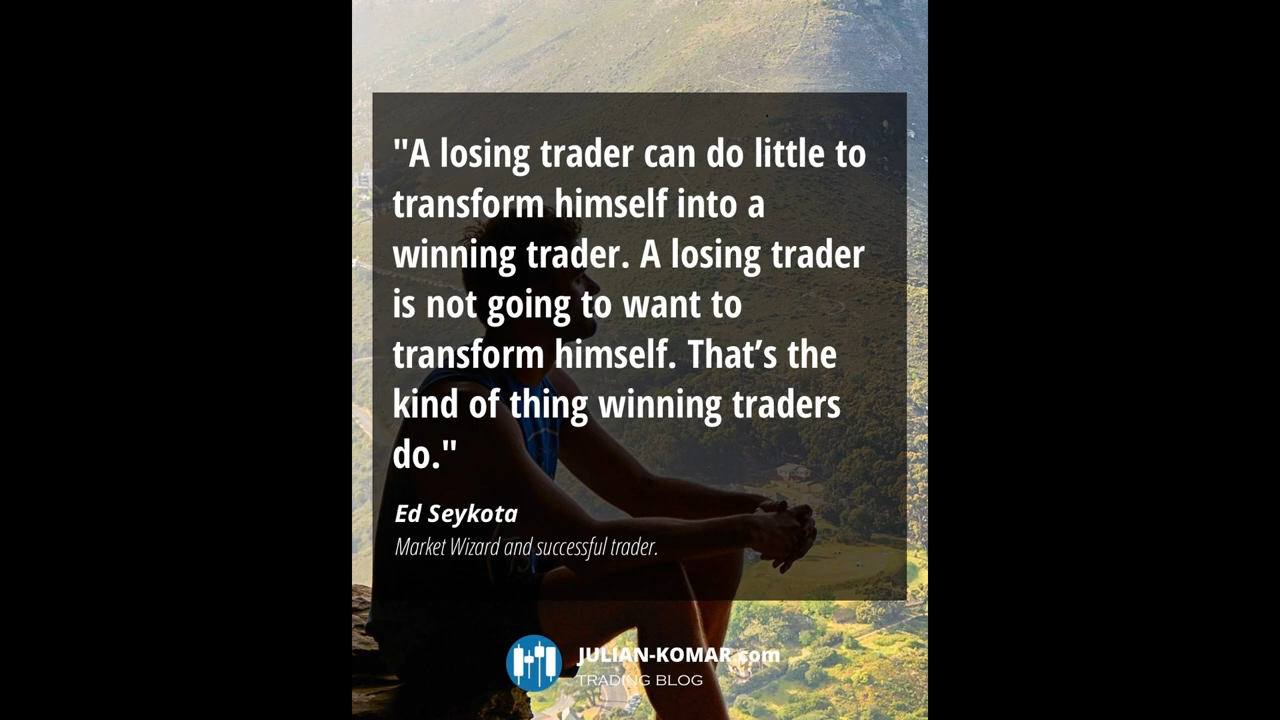 "A losing trader can do little to
transform himself into a
winning trader. A losing trader
is not going to want to
transform himself. That’s the
kind of thing winning traders
do."
Ed Seykota
Market Wizard and successful trader.
JULIAN-KOMAR.com
TRADING BLOG